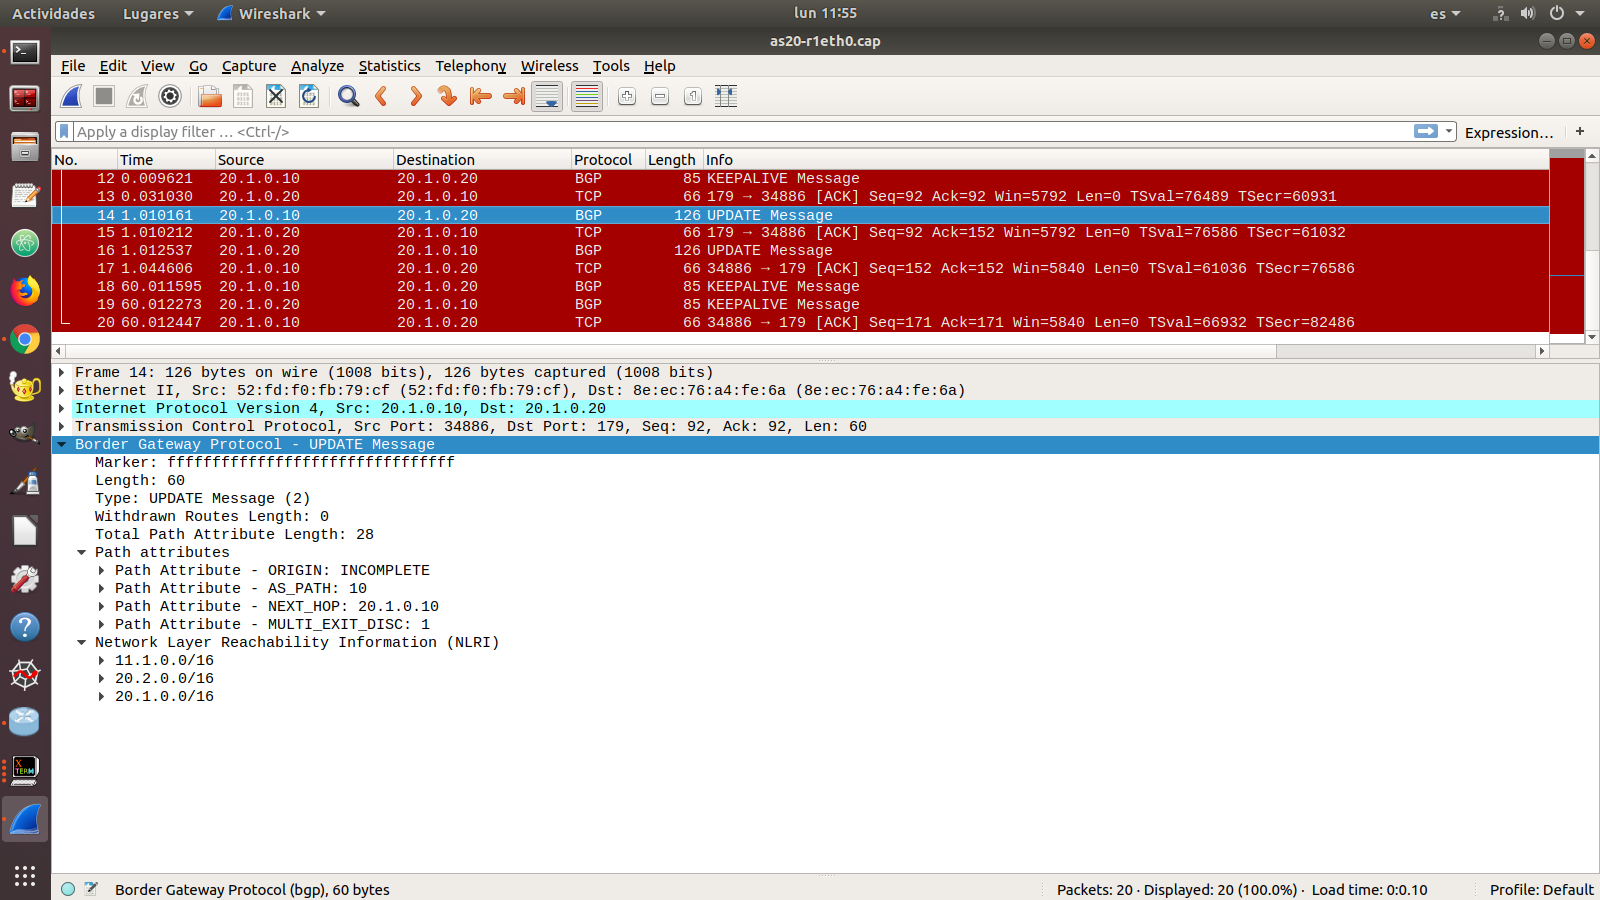 Actividades Lugares Wireshark lun 11:55 es
as20-r1eth0.cap
File Edit View Go Capture Analyze Statistics Telephony Wireless Tools Help
Apply a display filter … <Ctrl-/> Expression… +
No. Time Source Destination Protocol Length Info
12 0.009621 20.1.0.10 20.1.0.20 BGP 85 KEEPALIVE Message
13 0.031030 20.1.0.20 20.1.0.10 TCP 66 179 → 34886 [ACK] Seq=92 Ack=92 Win=5792 Len=0 TSval=76489 TSecr=60931
14 1.010161 20.1.0.10 20.1.0.20 BGP 126 UPDATE Message
15 1.010212 20.1.0.20 20.1.0.10 TCP 66 179 → 34886 [ACK] Seq=92 Ack=152 Win=5792 Len=0 TSval=76586 TSecr=61032
16 1.012537 20.1.0.20 20.1.0.10 BGP 126 UPDATE Message
17 1.044606 20.1.0.10 20.1.0.20 TCP 66 34886 → 179 [ACK] Seq=152 Ack=152 Win=5840 Len=0 TSval=61036 TSecr=76586
18 60.011595 20.1.0.10 20.1.0.20 BGP 85 KEEPALIVE Message
19 60.012273 20.1.0.20 20.1.0.10 BGP 85 KEEPALIVE Message
20 60.012447 20.1.0.10 20.1.0.20 TCP 66 34886 → 179 [ACK] Seq=171 Ack=171 Win=5840 Len=0 TSval=66932 TSecr=82486
Frame 14: 126 bytes on wire (1008 bits), 126 bytes captured (1008 bits)
Ethernet II, Src: 52:fd:f0:fb:79:cf (52:fd:f0:fb:79:cf), Dst: 8e:ec:76:a4:fe:6a (8e:ec:76:a4:fe:6a)
Internet Protocol Version 4, Src: 20.1.0.10, Dst: 20.1.0.20
Transmission Control Protocol, Src Port: 34886, Dst Port: 179, Seq: 92, Ack: 92, Len: 60
Border Gateway Protocol - UPDATE Message
Marker: ffffffffffffffffffffffffffffffff
Length: 60
Type: UPDATE Message (2)
Withdrawn Routes Length: 0
Total Path Attribute Length: 28
Path attributes
Path Attribute - ORIGIN: INCOMPLETE
Path Attribute - AS_PATH: 10
Path Attribute - NEXT_HOP: 20.1.0.10
Path Attribute - MULTI_EXIT_DISC: 1
Network Layer Reachability Information (NLRI)
11.1.0.0/16
20.2.0.0/16
20.1.0.0/16
Border Gateway Protocol (bgp), 60 bytes Packets: 20 · Displayed: 20 (100.0%) · Load time: 0:0.10 Profile: Default